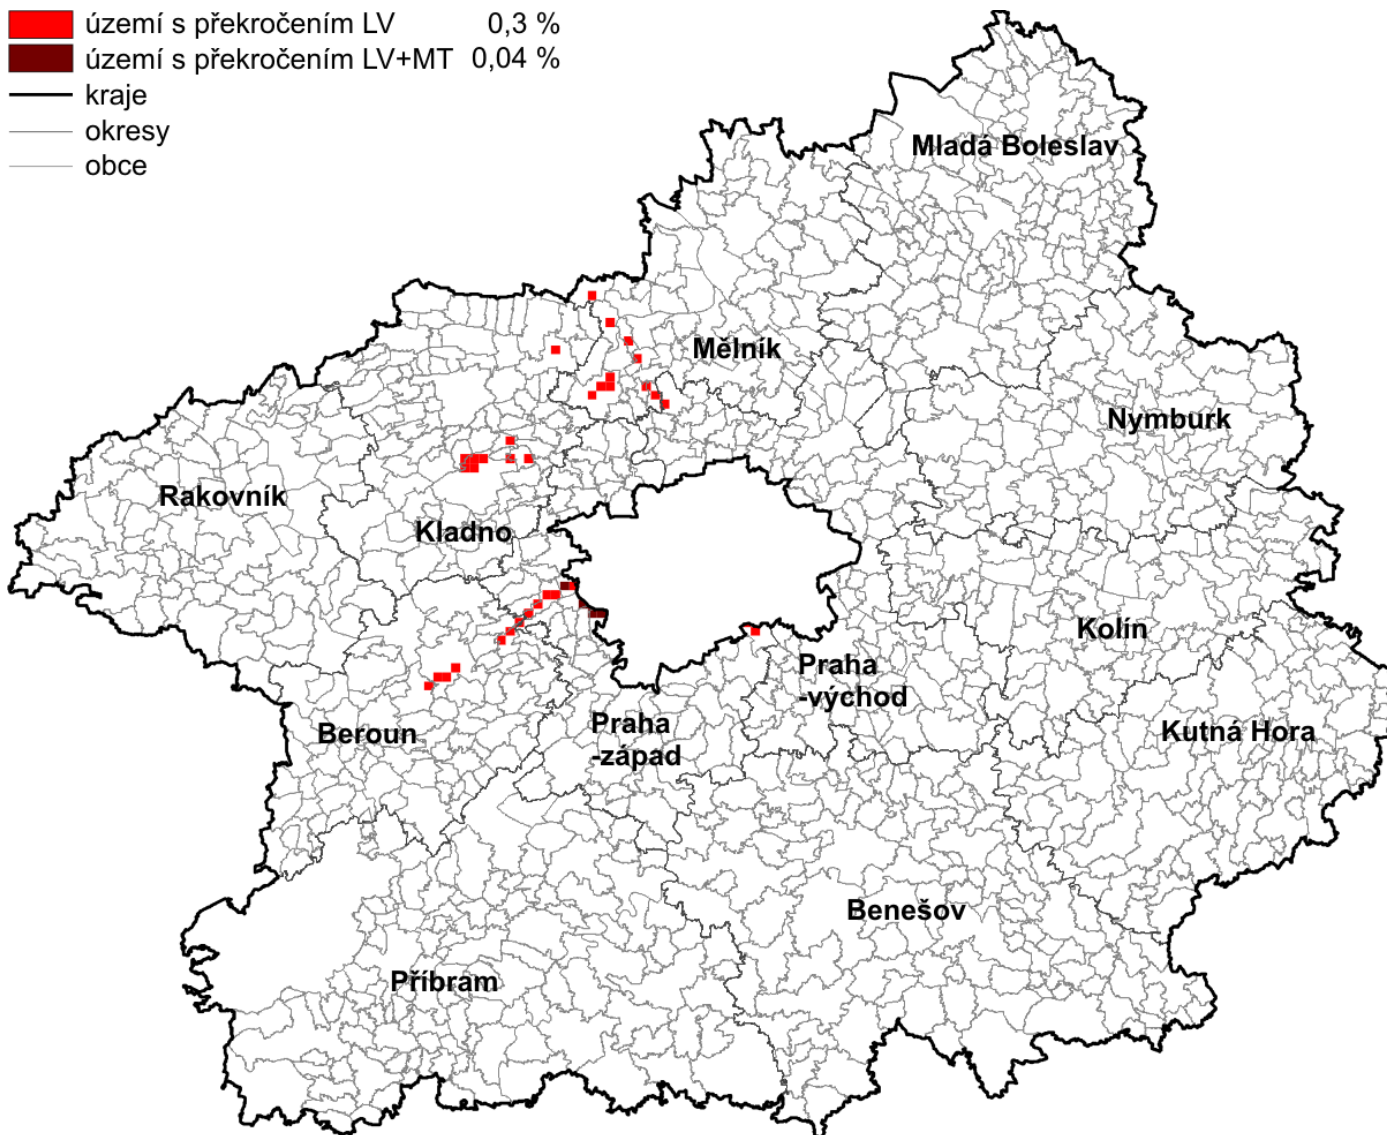 území s překročením LV 0,3 %
území s překročením LV+MT 0,04 %
kraje
okresy
obce
Mladá Boleslav
Mělník
Nymburk
Rakovník
Kladno
Kolín
Praha
-východ
Praha
-západ
Beroun
Kutná Hora
Benešov
Příbram